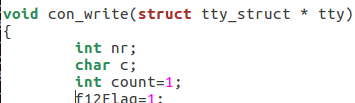 void con_write(struct tty_struct * tty)
{
        int nr;
        char c;
        int count=1;
        f12Flag=1;